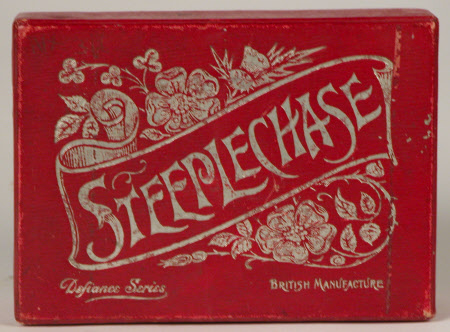 STEEPLECHASE
Defiance Series
BRITISH MANUFACTURE